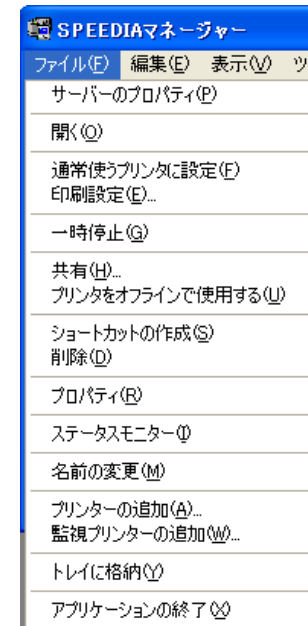 SPEEDIAマネージャー
ファイル(F) 編集(E) 表示(V) ツ
サーバーのプロパティ(P)
開く(O)
通常使うプリンタに設定(F)
印刷設定(E)...
一時停止(G)
共有(H)...
プリンタをオフラインで使用する(U)
ショートカットの作成(S)
削除(D)
プロパティ(R)
ステータスモニター(I)
名前の変更(M)
プリンターの追加(A)...
監視プリンターの追加(W)...
トレイに格納(Y)
アプリケーションの終了(X)